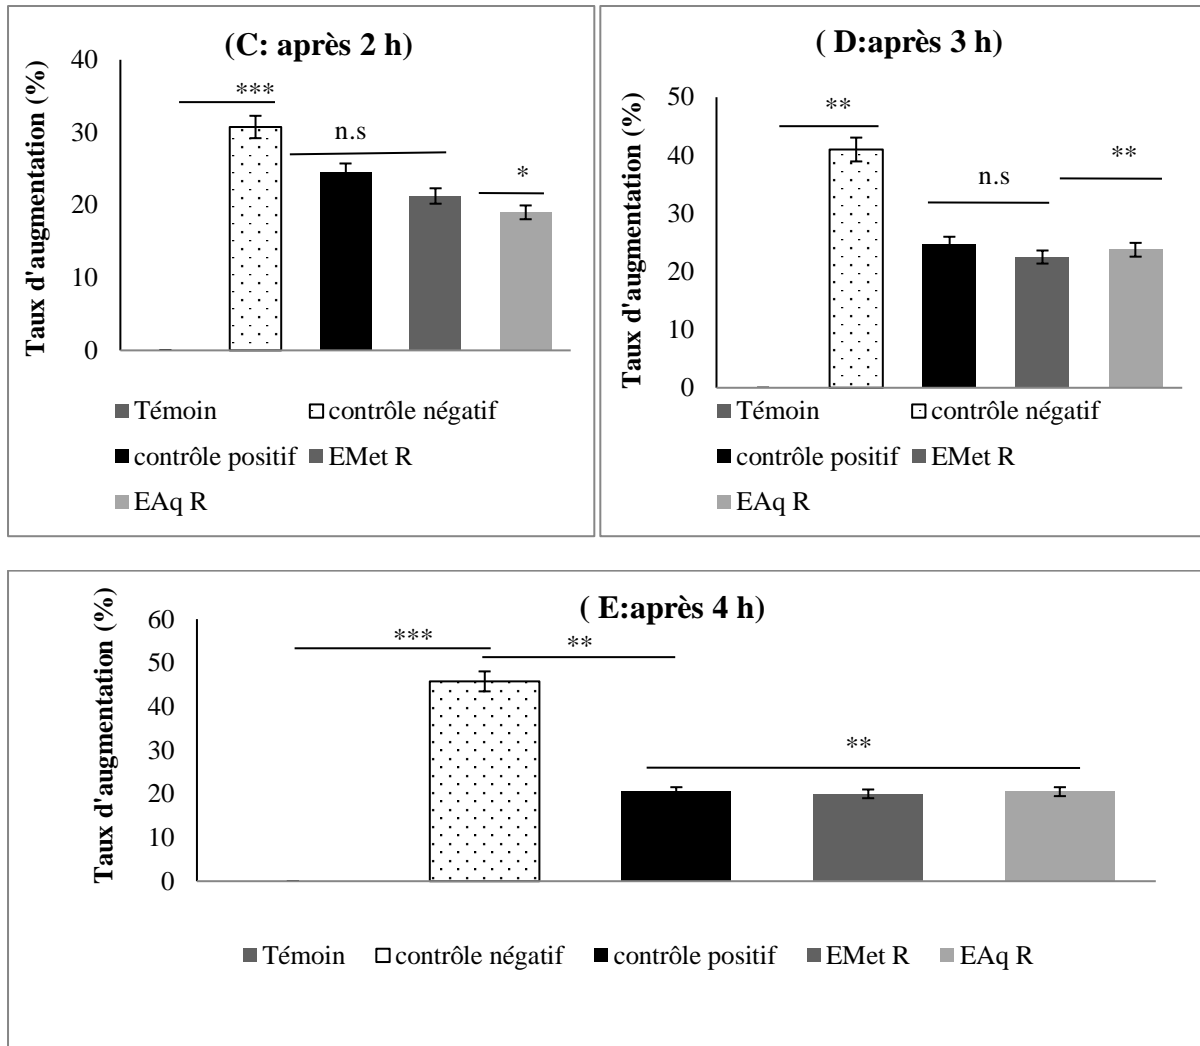 (C: après 2 h)
Taux d'augmentation (%)
40
30
20
10
0
***
n.s
*
Témoin
contrôle négatif
contrôle positif
EMet R
EAq R
( D:après 3 h)
Taux d'augmentation (%)
50
40
30
20
10
0
**
n.s
**
Témoin
contrôle négatif
contrôle positif
EMet R
EAq R
( E:après 4 h)
Taux d'augmentation (%)
60
50
40
30
20
10
0
***
**
**
Témoin
contrôle négatif
contrôle positif
EMet R
EAq R